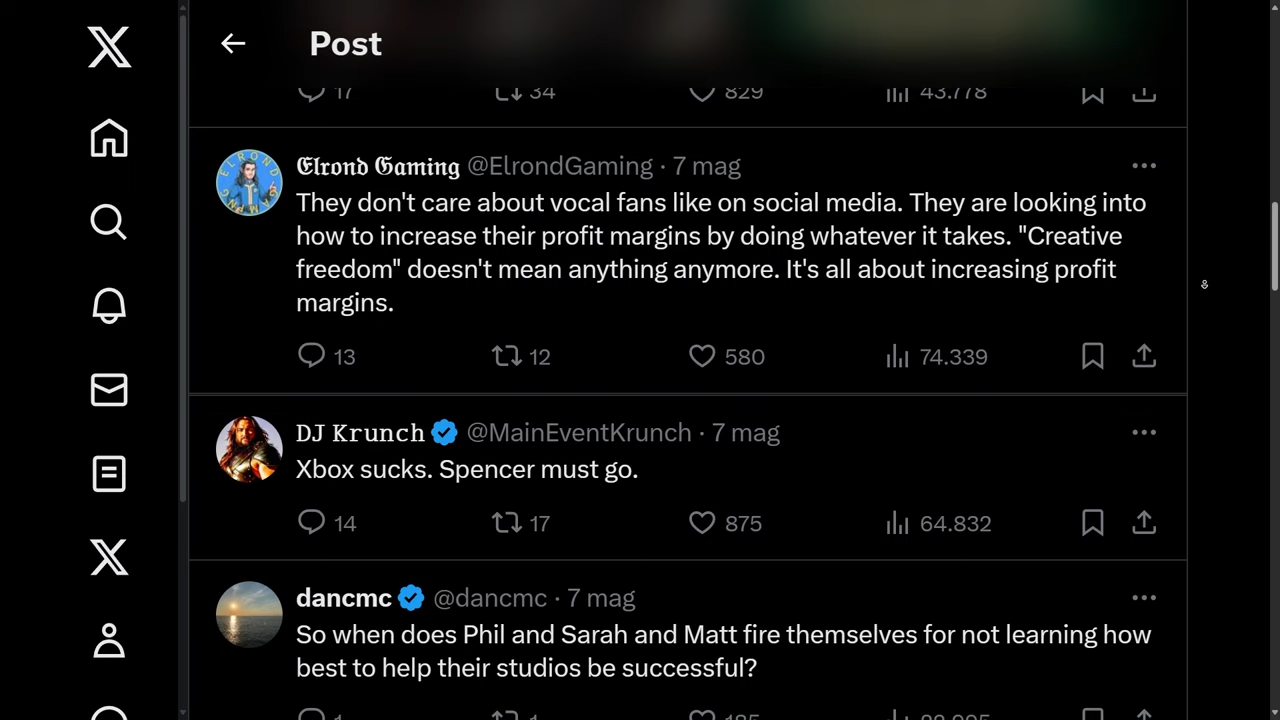 Post
17 34 829 43.778
Elrond Gaming @ElrondGaming · 7 mag
They don't care about vocal fans like on social media. They are looking into
how to increase their profit margins by doing whatever it takes. "Creative
freedom" doesn't mean anything anymore. It's all about increasing profit
margins.
13 12 580 74.339
DJ Krunch @MainEventKrunch · 7 mag
Xbox sucks. Spencer must go.
14 17 875 64.832
dancmc @dancmc · 7 mag
So when does Phil and Sarah and Matt fire themselves for not learning how
best to help their studios be successful?